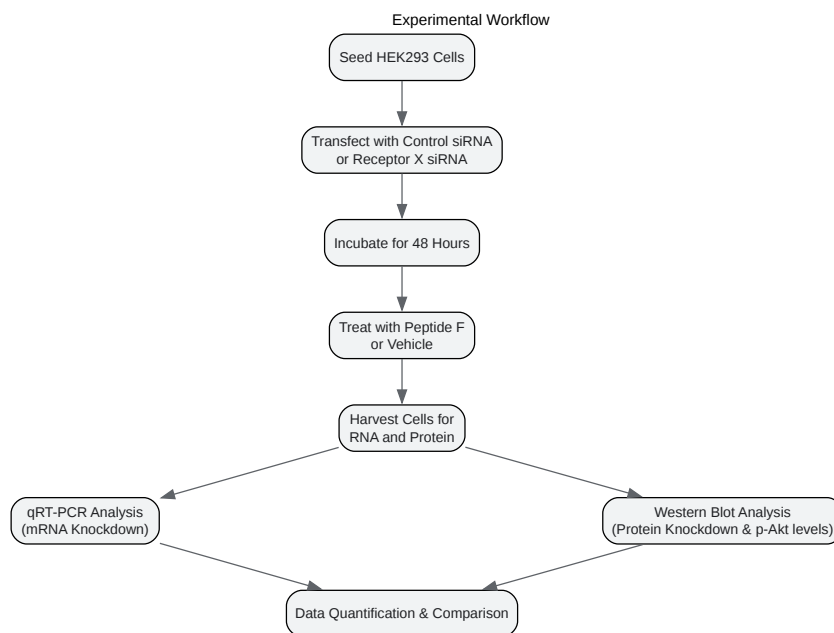 Experimental Workflow
Seed HEK293 Cells
Transfect with Control siRNA
or Receptor X siRNA
Incubate for 48 Hours
Treat with Peptide F
or Vehicle
Harvest Cells for
RNA and Protein
qRT-PCR Analysis
(mRNA Knockdown)
Western Blot Analysis
(Protein Knockdown & p-Akt levels)
Data Quantification & Comparison